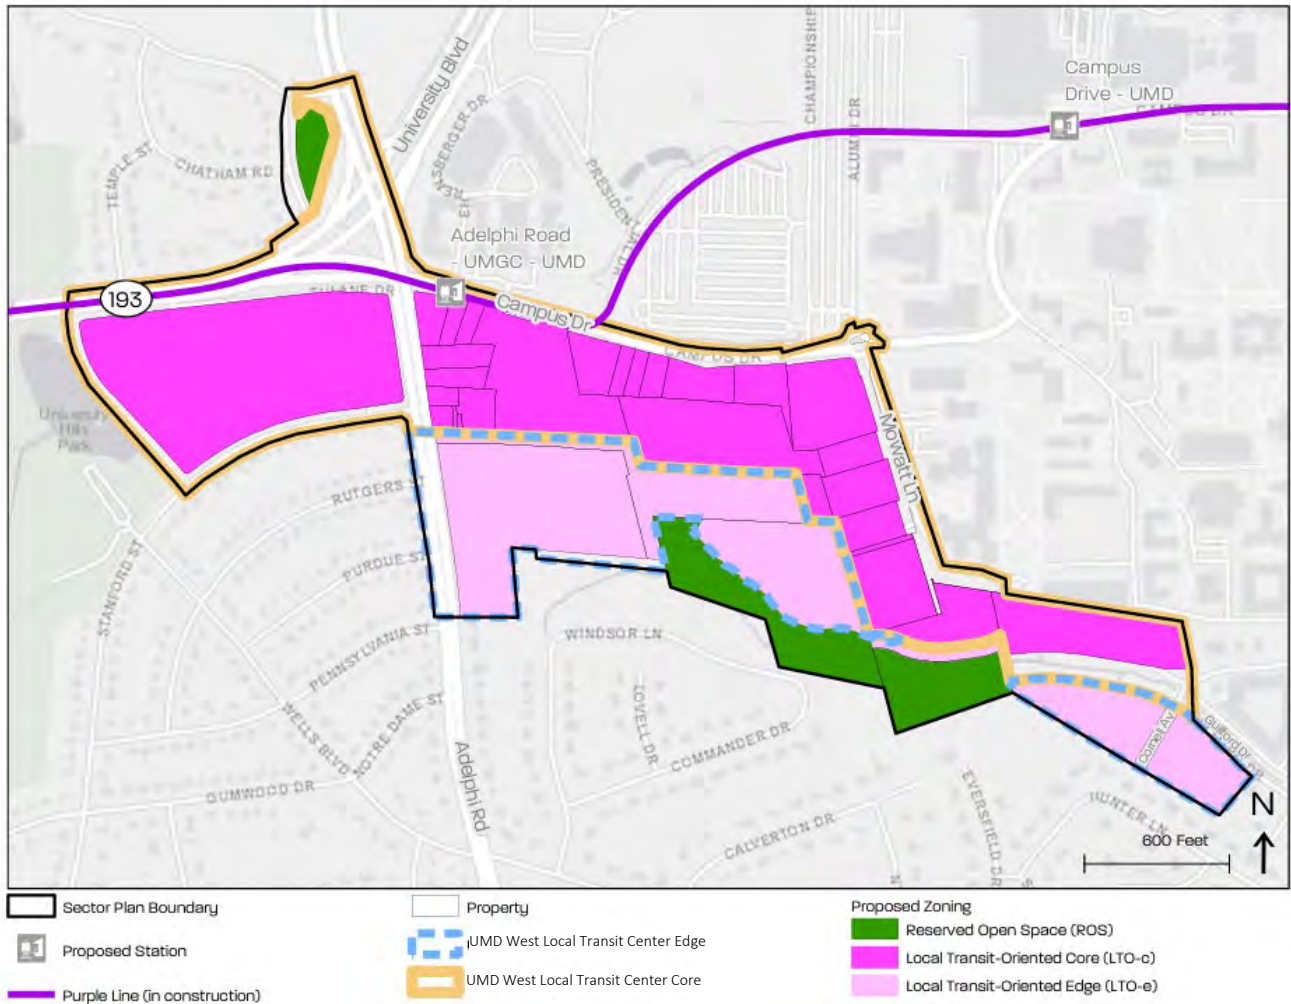 Campus
Drive - UMD
CAMPUS DR
CHAMPIONSHIP
ALUMNI DR
University Blvd
PRESIDENTIAL DR
TEMPLE ST
CHATHAM RD
Adelphi Road
- UMGC - UMD
193
Campus Dr
CAMPUS DR
University
Hills
Park
Mowatt Ln
RUTGERS ST
PURDUE ST
STANFORD ST
PENNSYLVANIA ST
WELLS BLVD
NOTRE DAME ST
GUMWOOD DR
Adelphi Rd
WINDSOR LN
LOVELL DR
COMMANDER DR
CALVERTON DR
EVERSFIELD DR
HUNTER LN
Cornell Av
Guilford Dr
DR
N
600 Feet
N
S
Sector Plan Boundary
Proposed Station
Purple Line (in construction)
Property
UMD West Local Transit Center Edge
UMD West Local Transit Center Core
Proposed Zoning
Reserved Open Space (ROS)
Local Transit-Oriented Core (LTO-c)
Local Transit-Oriented Edge (LTO-e)